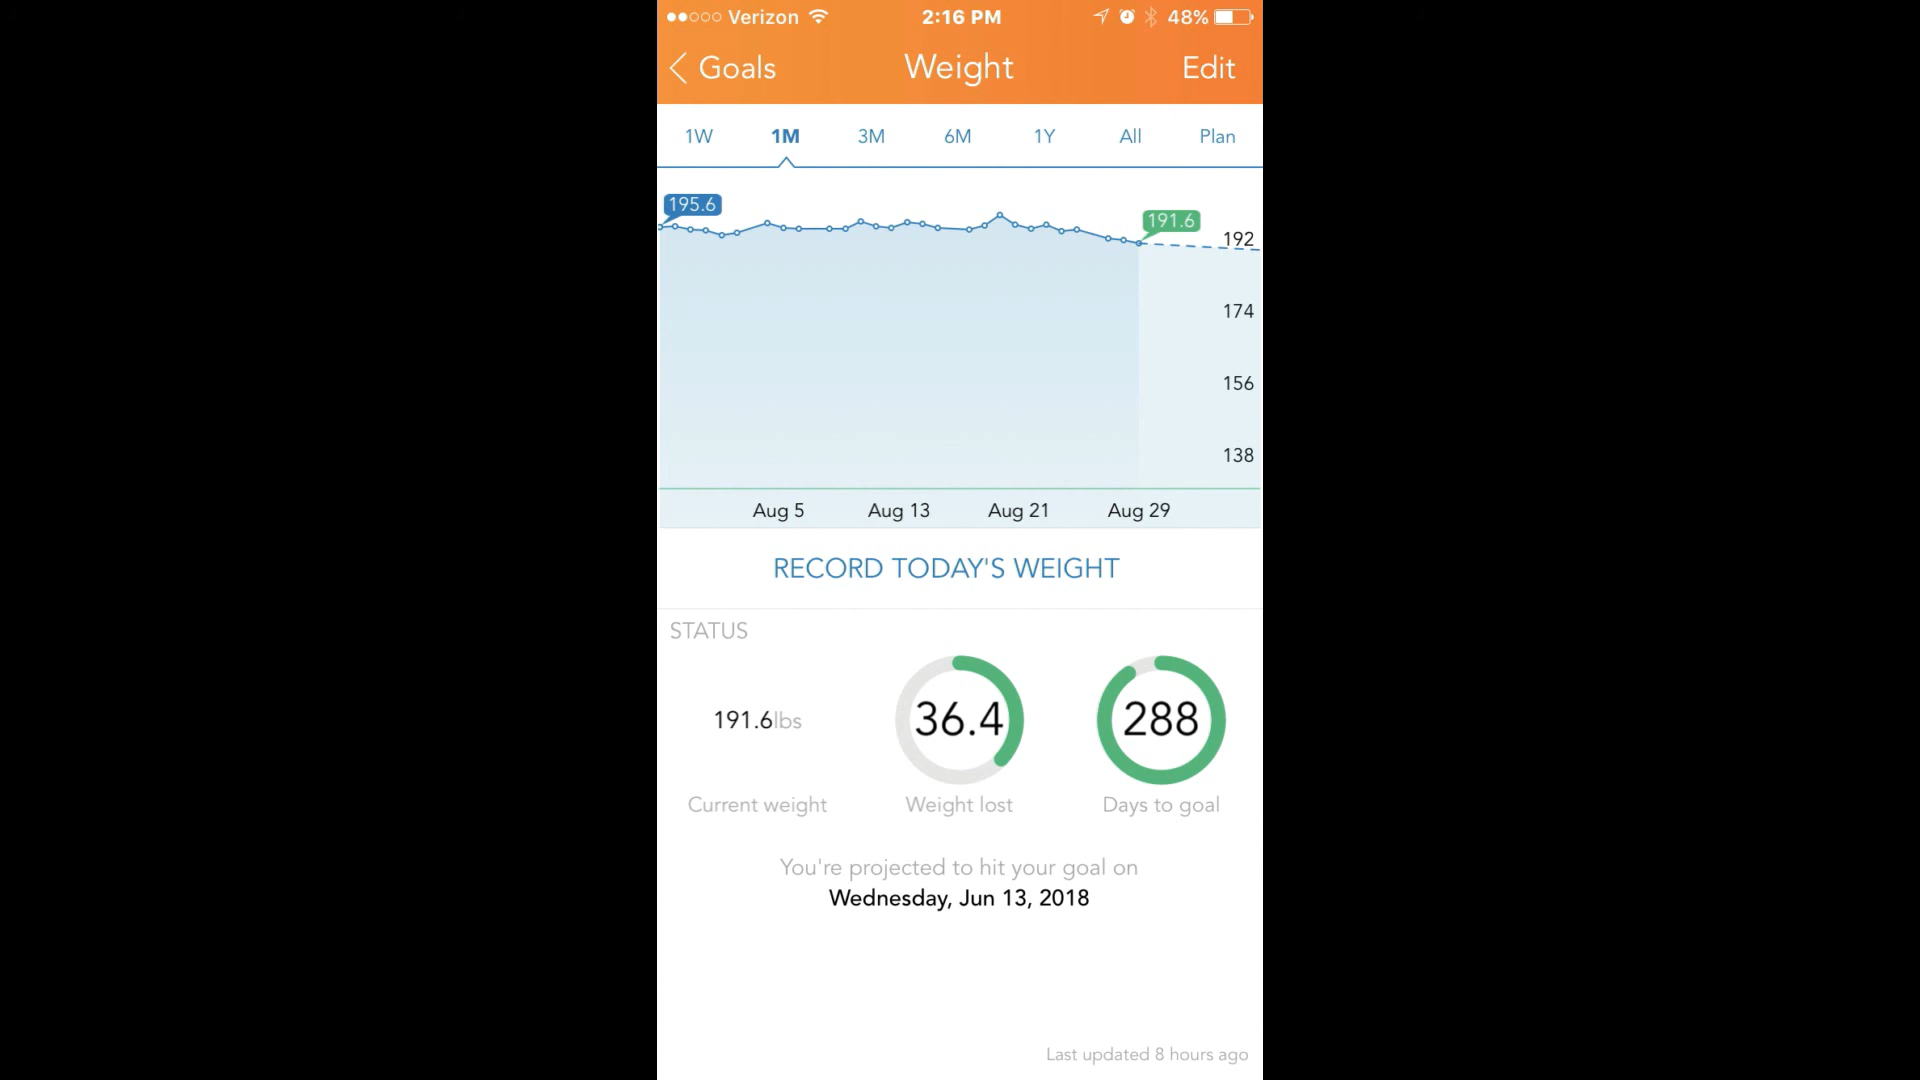 Verizon 2:16 PM 48%
Goals Weight Edit
1W 1M 3M 6M 1Y All Plan
195.6
191.6
192
174
156
138
Aug 5 Aug 13 Aug 21 Aug 29
RECORD TODAY'S WEIGHT
STATUS
191.6lbs 36.4 288
Current weight Weight lost Days to goal
You're projected to hit your goal on
Wednesday, Jun 13, 2018
Last updated 8 hours ago